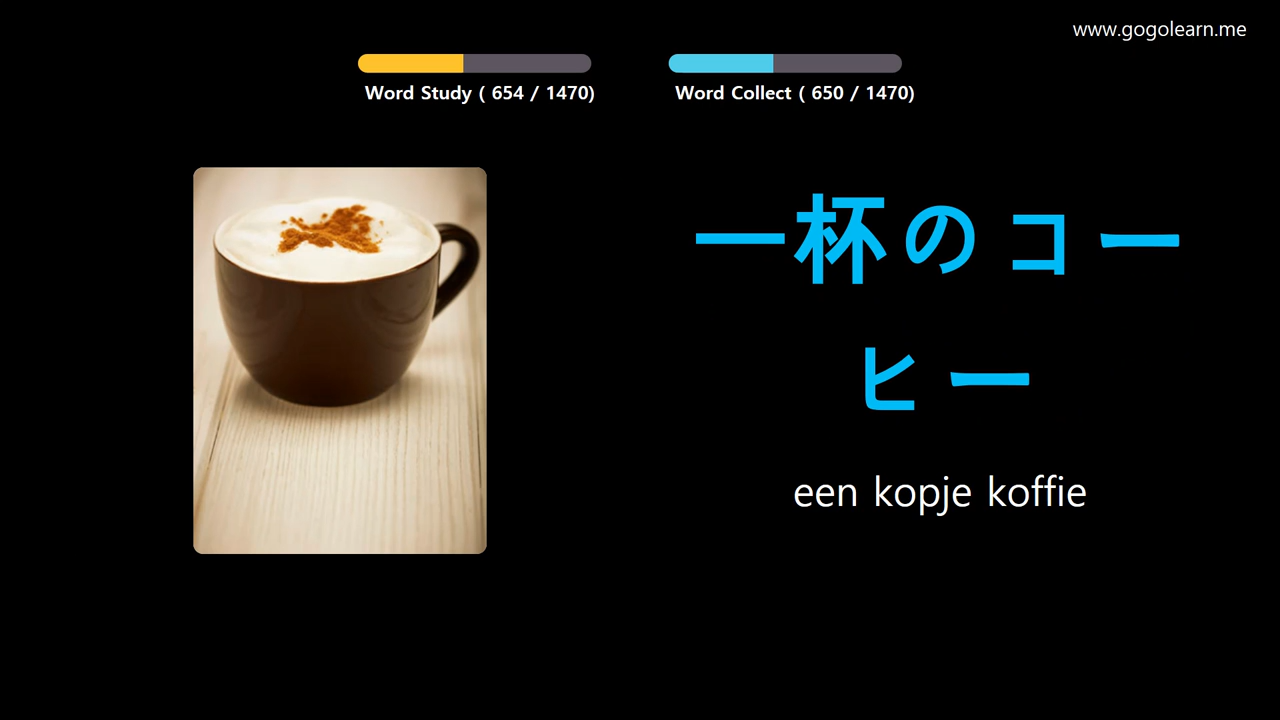 www.gogolearn.me
Word Study ( 654 / 1470)
Word Collect ( 650 / 1470)
一杯のコー
ヒー
een kopje koffie